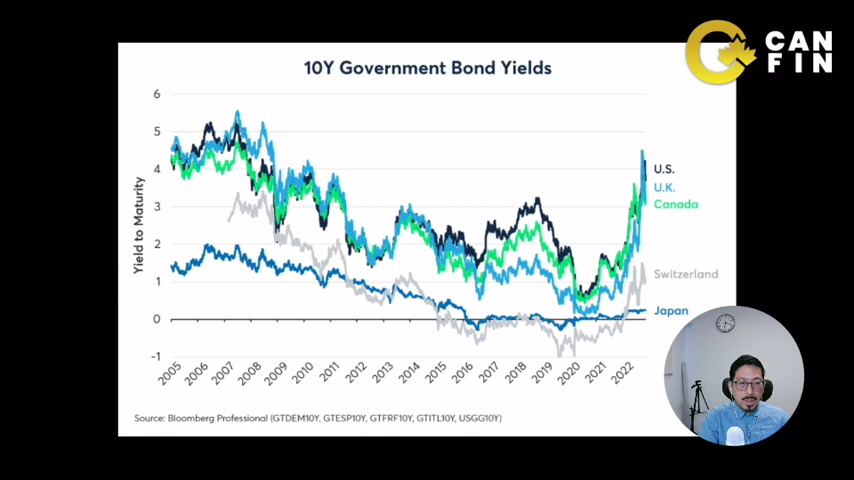 CAN
FIN
10Y Government Bond Yields
6
5
4
3
2
1
0
-1
Yield to Maturity
U.S.
U.K.
Canada
Switzerland
Japan
2005 2006 2007 2008 2009 2010 2011 2012 2013 2014 2015 2016 2017 2018 2019 2020 2021 2022
Source: Bloomberg Professional (GTDEM10Y, GTESP10Y, GTFRF10Y, GTITL10Y, USGG10Y)